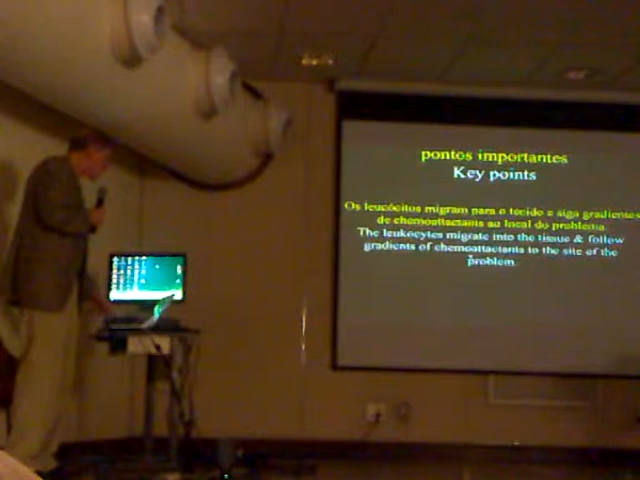 pontos importantes
Key points
Os leucócitos migram para o tecido e siga gradientes
de chemoattactants ao local do problema.
The leukocytes migrate into the tissue & follow
gradients of chemoattactants to the site of the
problem.